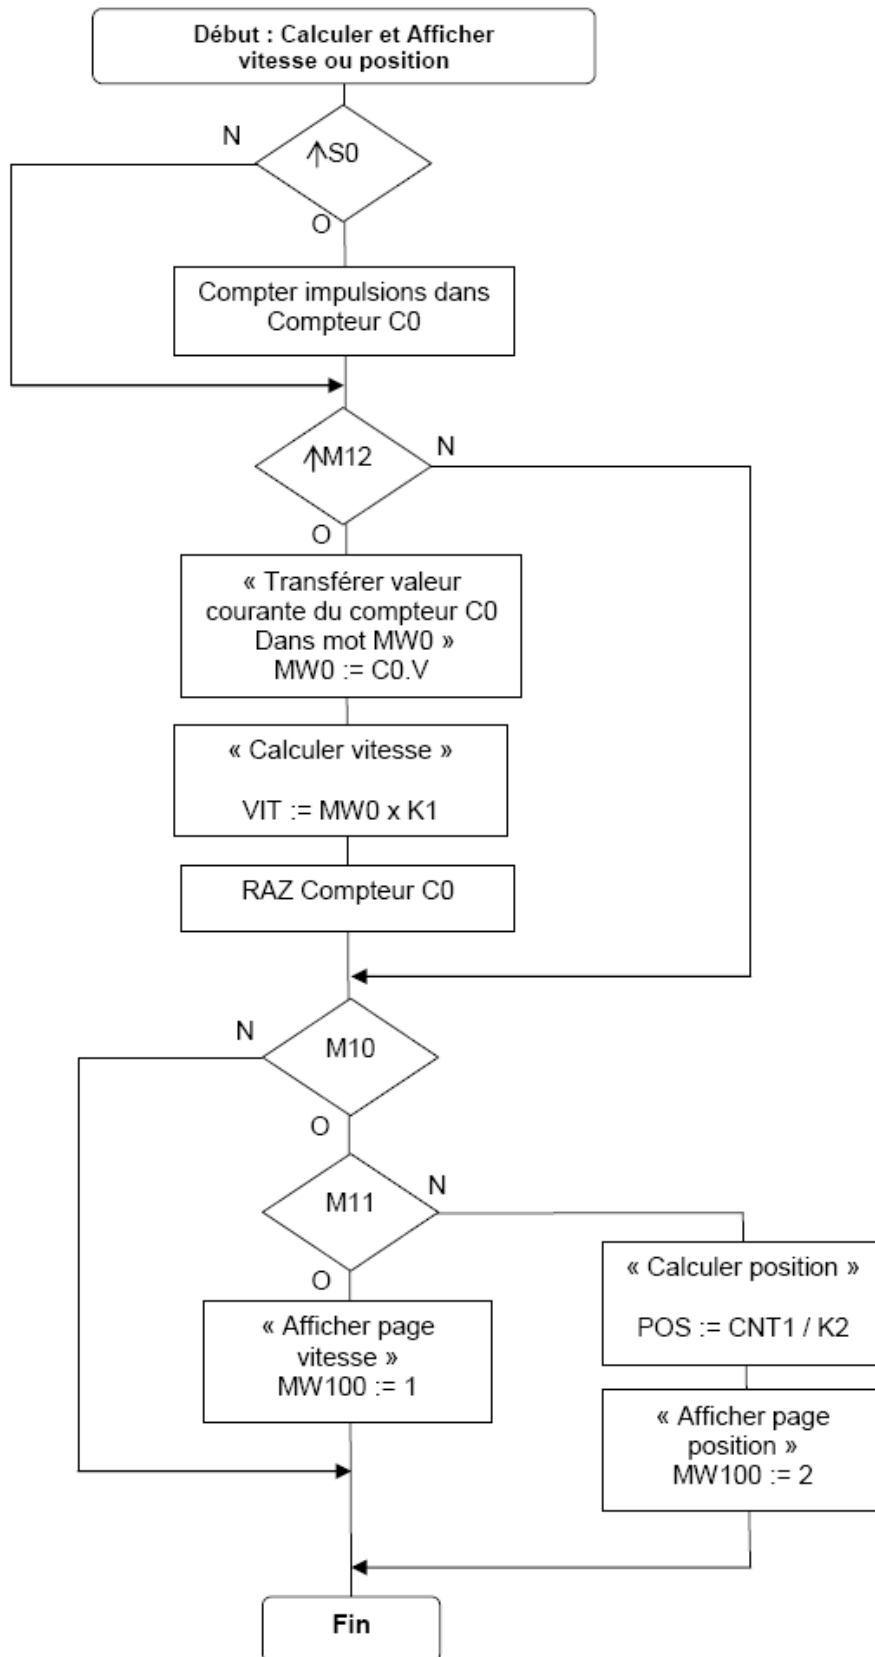 Début : Calculer et Afficher
vitesse ou position
N
↑S0
O
Compter impulsions dans
Compteur C0
↑M12
N
O
« Transférer valeur
courante du compteur C0
Dans mot MW0 »
MW0 := C0.V
« Calculer vitesse »
VIT := MW0 x K1
RAZ Compteur C0
N
M10
O
M11
N
O
« Afficher page
vitesse »
MW100 := 1
« Calculer position »
POS := CNT1 / K2
« Afficher page
position »
MW100 := 2
Fin